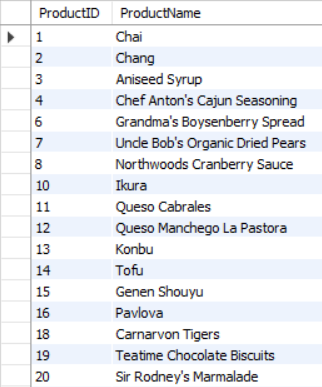 ProductID ProductName
1 Chai
2 Chang
3 Aniseed Syrup
4 Chef Anton's Cajun Seasoning
6 Grandma's Boysenberry Spread
7 Uncle Bob's Organic Dried Pears
8 Northwoods Cranberry Sauce
10 Ikura
11 Queso Cabrales
12 Queso Manchego La Pastora
13 Konbu
14 Tofu
15 Genen Shouyu
16 Pavlova
18 Carnarvon Tigers
19 Teatime Chocolate Biscuits
20 Sir Rodney's Marmalade